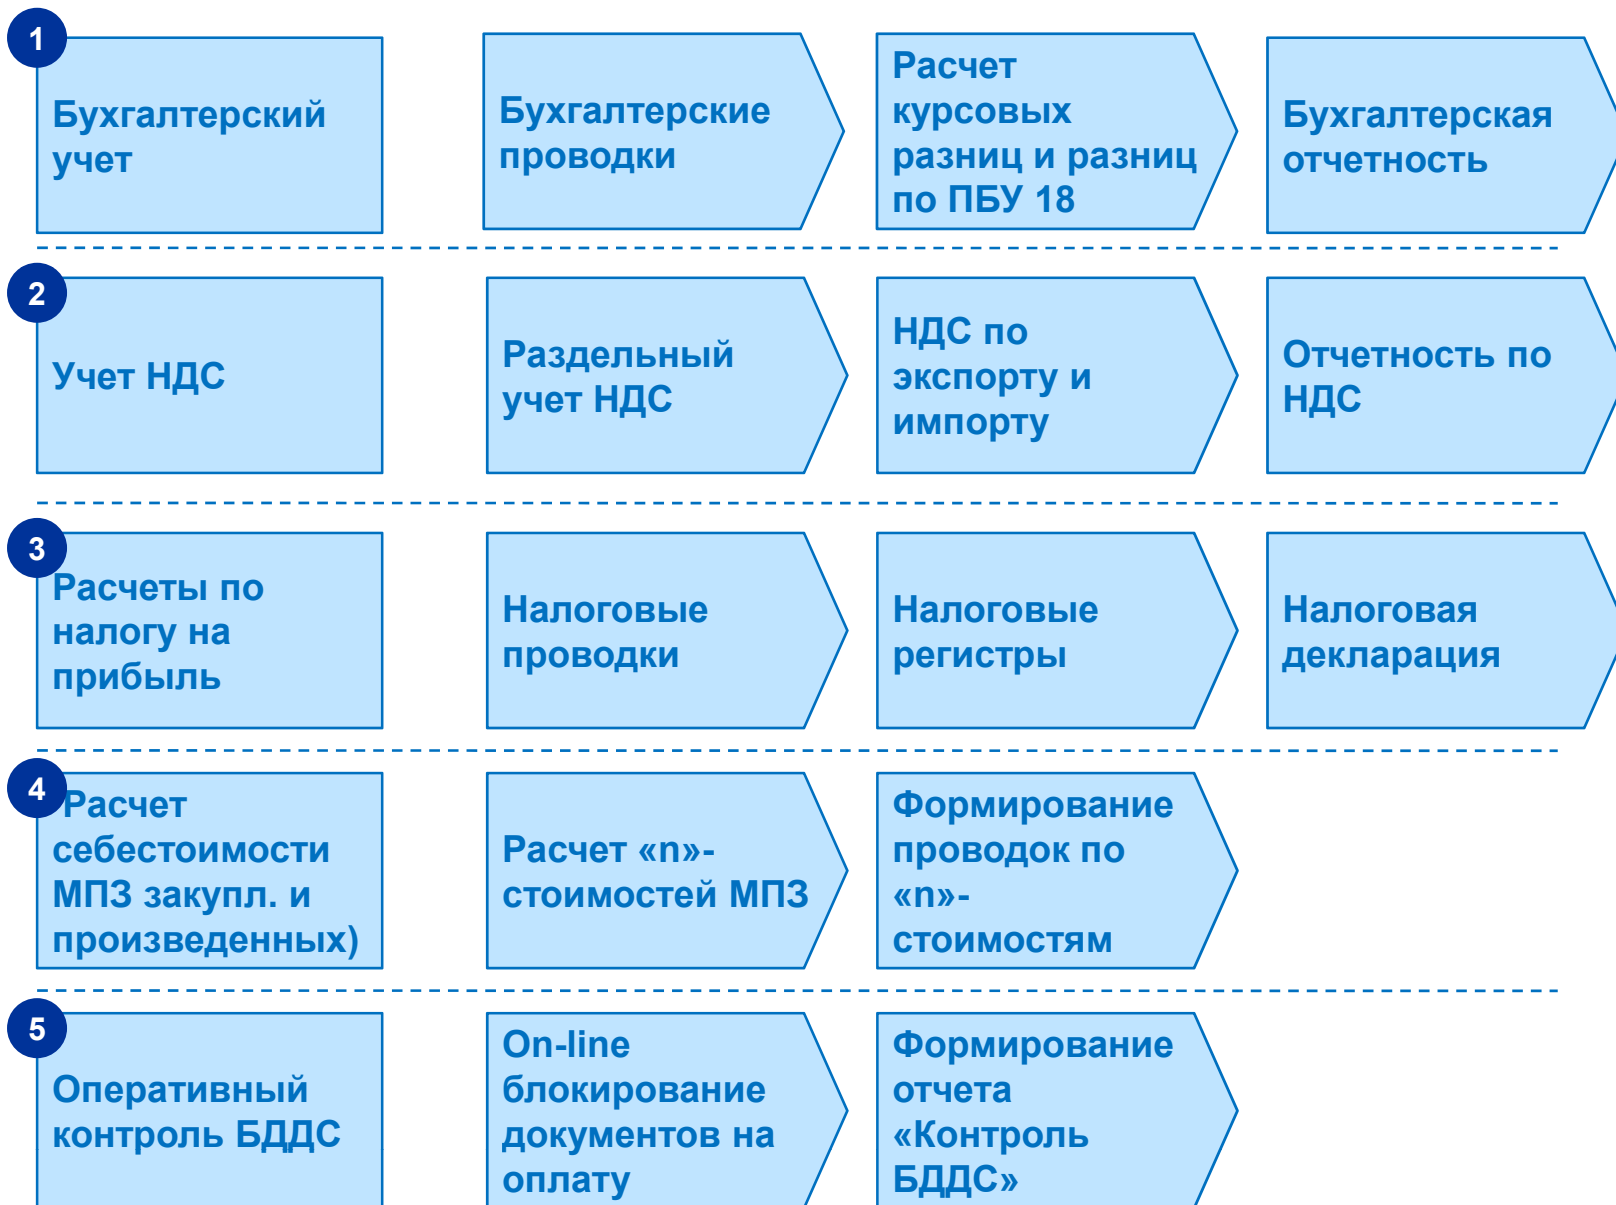 1
Бухгалтерский
учет
Бухгалтерские
проводки
Расчет
курсовых
разниц и разниц
по ПБУ 18
Бухгалтерская
отчетность
2
Учет НДС
Раздельный
учет НДС
НДС по
экспорту и
импорту
Отчетность по
НДС
3
Расчеты по
налогу на
прибыль
Налоговые
проводки
Налоговые
регистры
Налоговая
декларация
4
Расчет
себестоимости
МПЗ закупл. и
произведенных)
Расчет «n»-
стоимостей МПЗ
Формирование
проводок по
«n»-
стоимостям
5
Оперативный
контроль БДДС
On-line
блокирование
документов на
оплату
Формирование
отчета
«Контроль
БДДС»